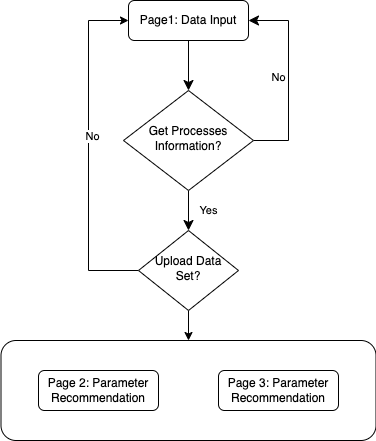 Page1: Data Input
No
Get Processes
Information?
No
Yes
Upload Data
Set?
Page 2: Parameter
Recommendation
Page 3: Parameter
Recommendation